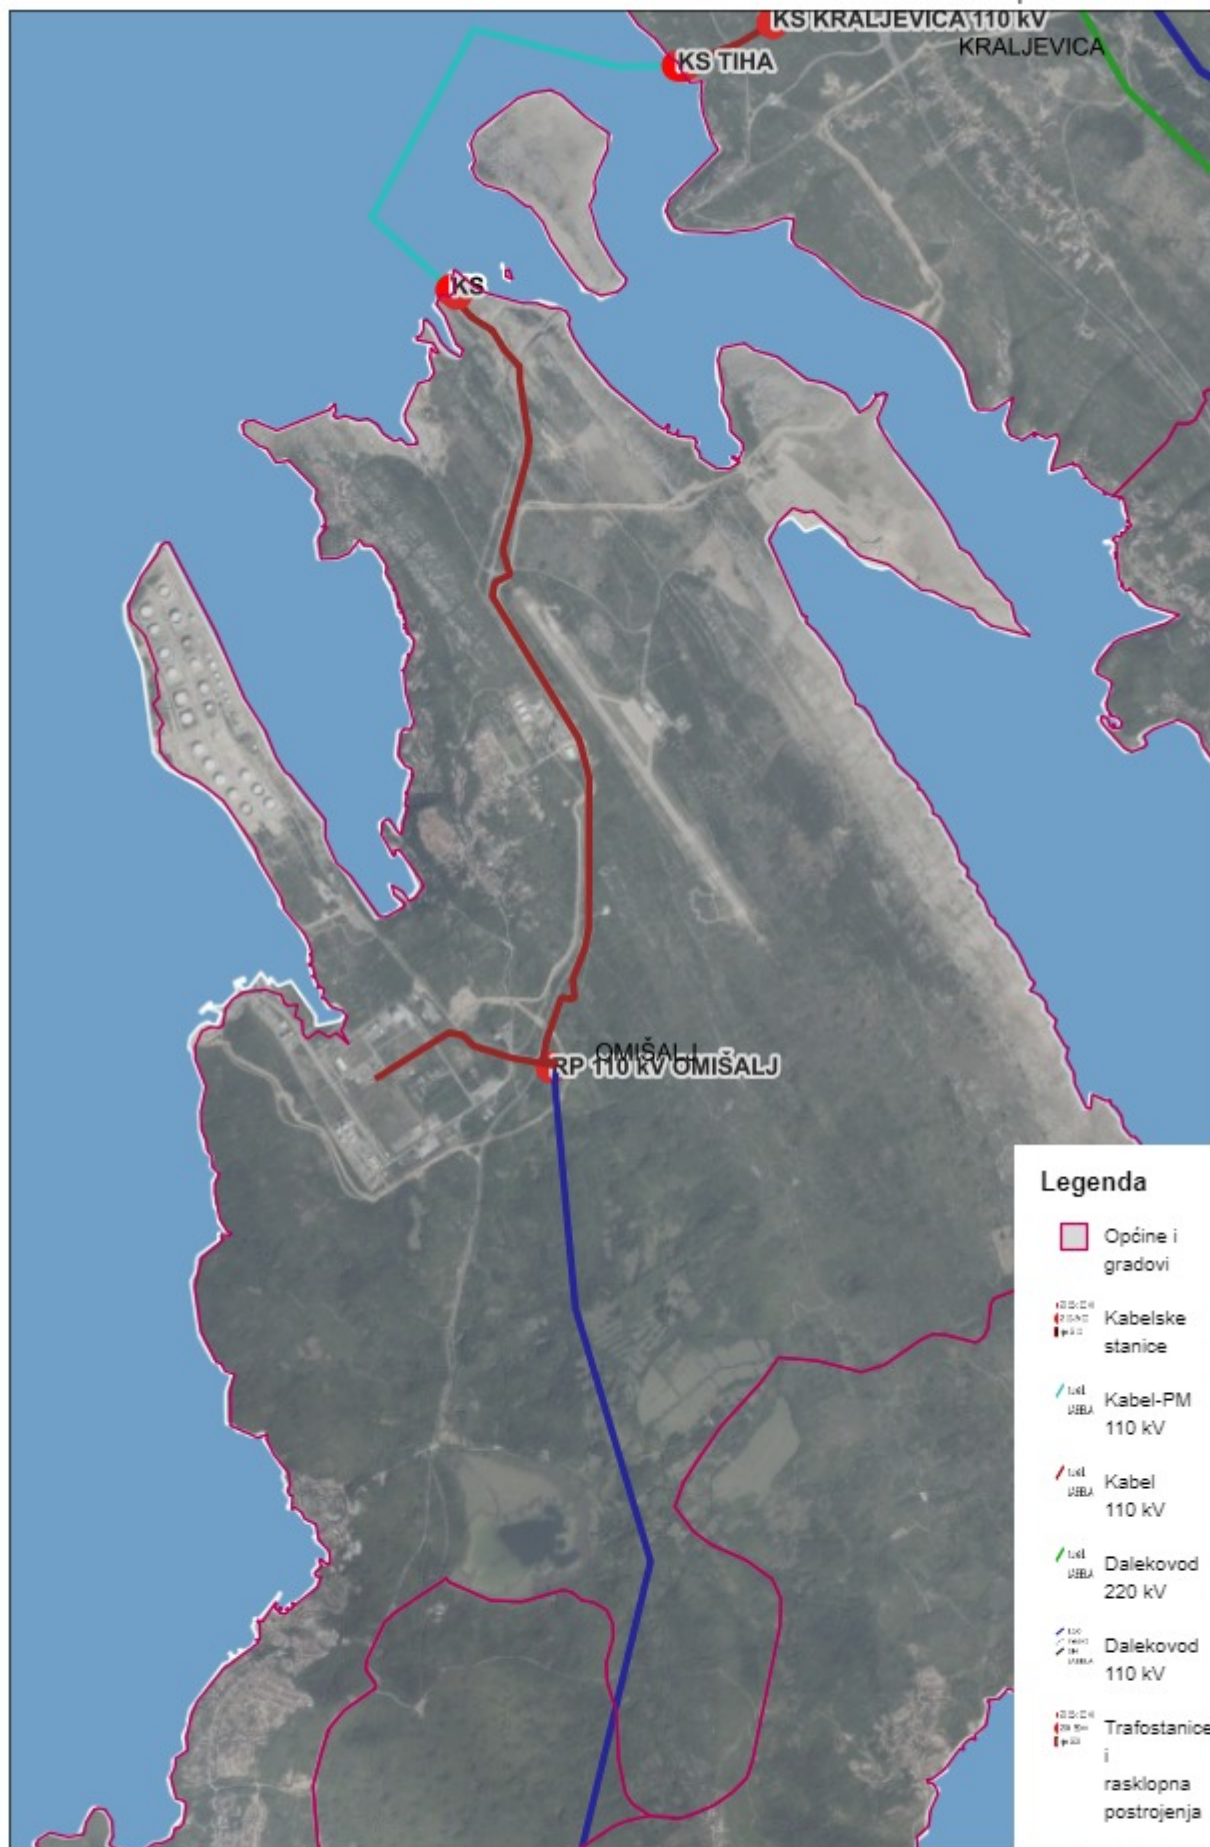 KS KRALJEVICA 110 kV
KRALJEVICA
KS TIHA
KS
OMIŠALJ
RP 110 kV OMIŠALJ
Legenda
Općine i
gradovi
Kabelske
stanice
Kabel-PM
110 kV
Kabel
110 kV
Dalekovod
220 kV
Dalekovod
110 kV
Trafostanice
i
rasklopna
postrojenja